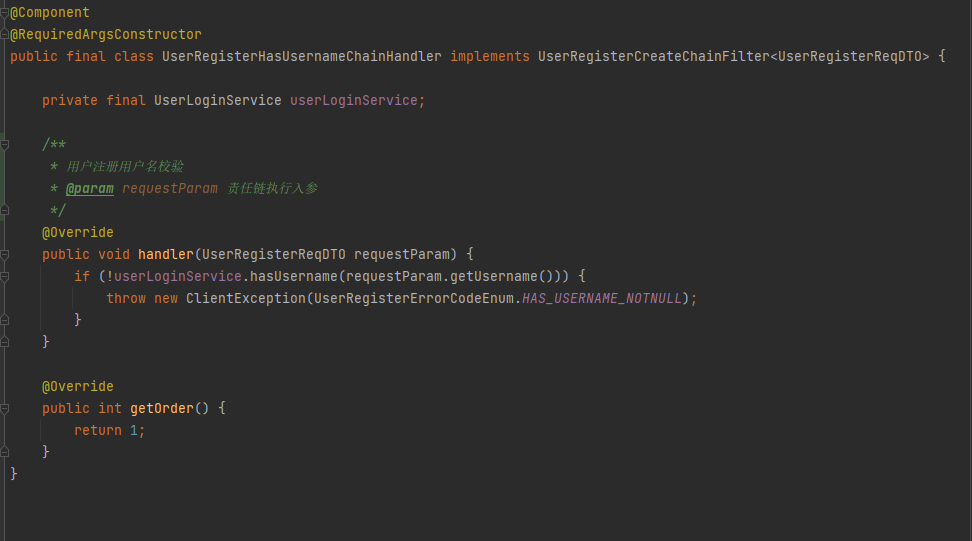 @Component
@RequiredArgsConstructor
public final class UserRegisterHasUsernameChainHandler implements UserRegisterCreateChainFilter<UserRegisterReqDTO> {
private final UserLoginService userLoginService;
/**
* 用户注册用户名校验
* @param requestParam 责任链执行入参
*/
@Override
public void handler(UserRegisterReqDTO requestParam) {
if (!userLoginService.hasUsername(requestParam.getUsername())) {
throw new ClientException(UserRegisterErrorCodeEnum.HAS_USERNAME_NOTNULL);
}
}
@Override
public int getOrder() {
return 1;
}
}